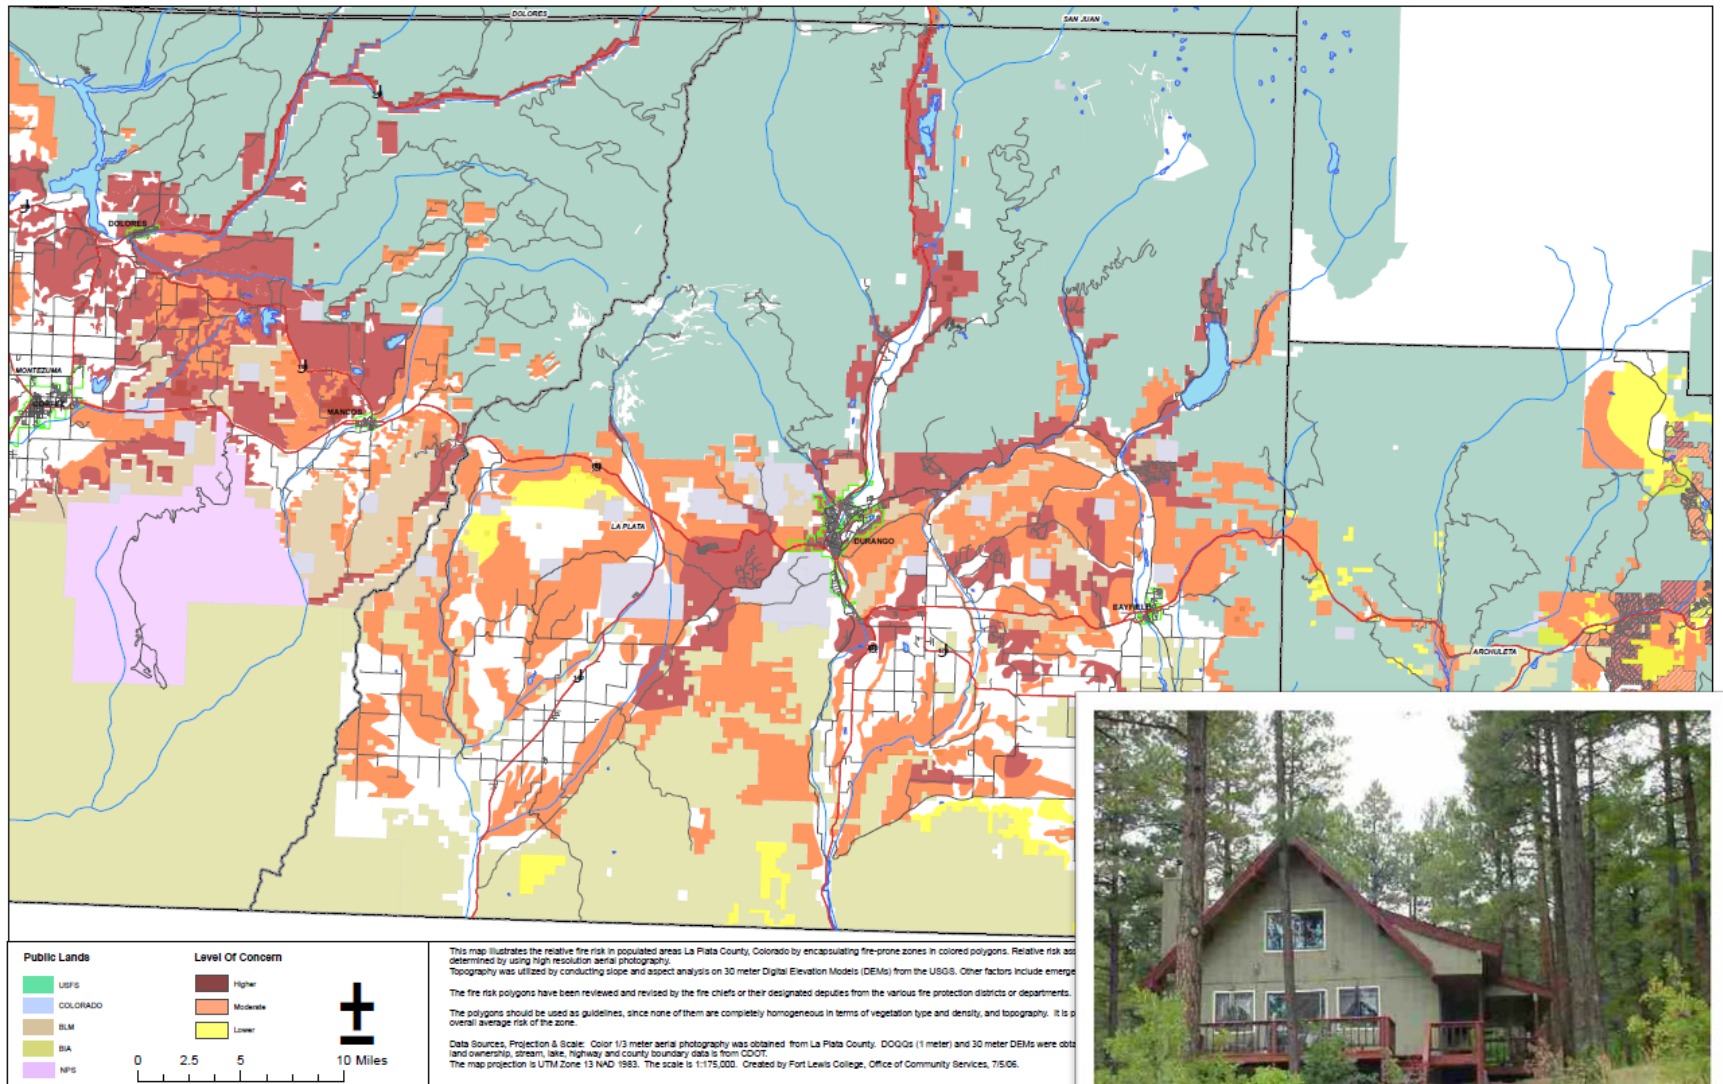 DOLORES
SAN JUAN
DOLORES
MONTEZUMA
CORTEZ
MANCOS
LA PLATA
DURANGO
BAYFIELD
ARCHULETA
Public Lands
USFS
COLORADO
BLM
BIA
NPS
Level Of Concern
Higher
Moderate
Lower
0 2.5 5 10 Miles
This map illustrates the relative fire risk in populated areas La Plata County, Colorado by encapsulating fire-prone zones in colored polygons. Relative risk ass
determined by using high resolution aerial photography.
Topography was utilized by conducting slope and aspect analysis on 30 meter Digital Elevation Models (DEMs) from the USGS. Other factors include emerge
The fire risk polygons have been reviewed and revised by the fire chiefs or their designated deputies from the various fire protection districts or departments.
The polygons should be used as guidelines, since none of them are completely homogeneous in terms of vegetation type and density, and topography. It is p
overall average risk of the zone.
Data Sources, Projection & Scale: Color 1/3 meter aerial photography was obtained from La Plata County. DOQQs (1 meter) and 30 meter DEMs were obta
land ownership, stream, lake, highway and county boundary data is from CDOT.
The map projection is UTM Zone 13 NAD 1983. The scale is 1:175,000. Created by Fort Lewis College, Office of Community Services, 7/5/06.